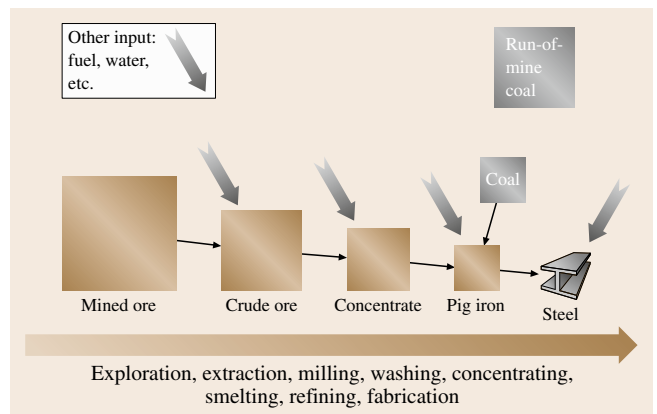 Other input:
fuel, water,
etc.
Run-of-
mine
coal
Coal
Mined ore
Crude ore
Concentrate
Pig iron
Steel
Exploration, extraction, milling, washing, concentrating,
smelting, refining, fabrication